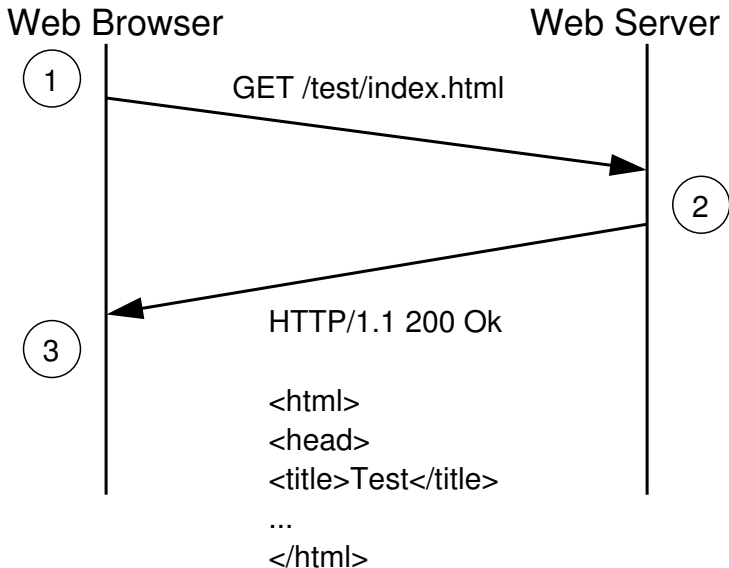 Web Browser
Web Server
1
GET /test/index.html
2
HTTP/1.1 200 Ok
3
<html>
<head>
<title>Test</title>
...
</html>